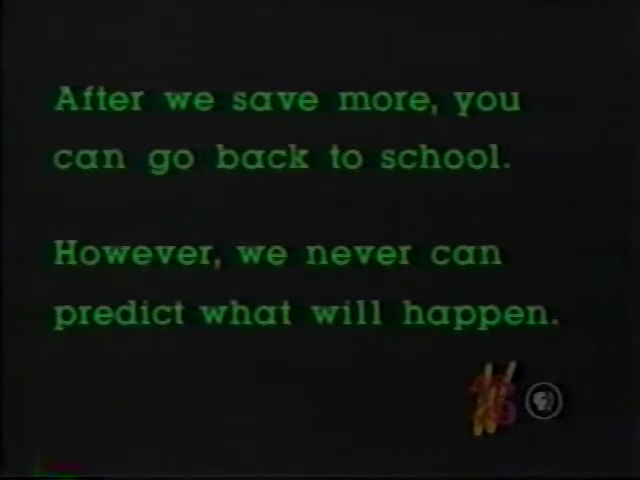 After we save more, you
can go back to school.
However, we never can
predict what will happen.